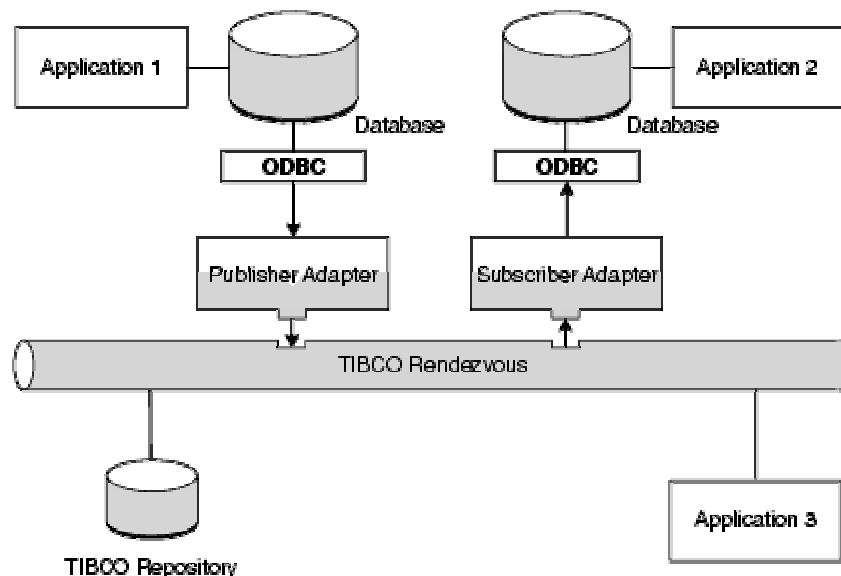 Application 1
Application 2
Database
Database
ODBC
ODBC
Publisher Adapter
Subscriber Adapter
TIBCO Rendezvous
Application 3
TIBCO Repository